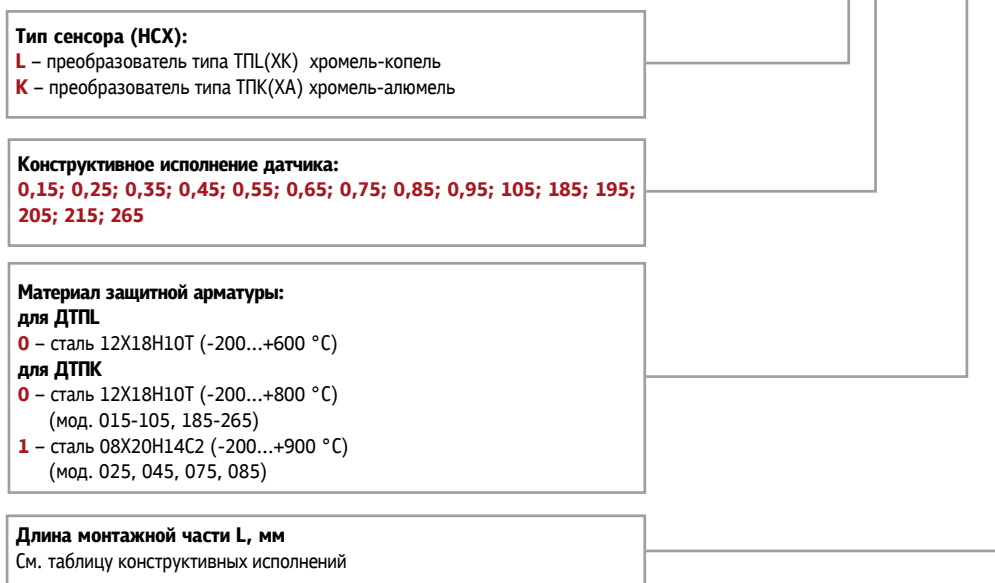 Тип сенсора (НСХ):
L – преобразователь типа ТПL(ХК) хромель-копель
К – преобразователь типа ТПК(ХА) хромель-алюмель
Конструктивное исполнение датчика:
0,15; 0,25; 0,35; 0,45; 0,55; 0,65; 0,75; 0,85; 0,95; 105; 185; 195;
205; 215; 265
Материал защитной арматуры:
для ДТПL
0 – сталь 12Х18Н10Т (-200...+600 °С)
для ДТПК
0 – сталь 12Х18Н10Т (-200...+800 °С)
(мод. 015-105, 185-265)
1 – сталь 08Х20Н14С2 (-200...+900 °С)
(мод. 025, 045, 075, 085)
Длина монтажной части L, мм
См. таблицу конструктивных исполнений